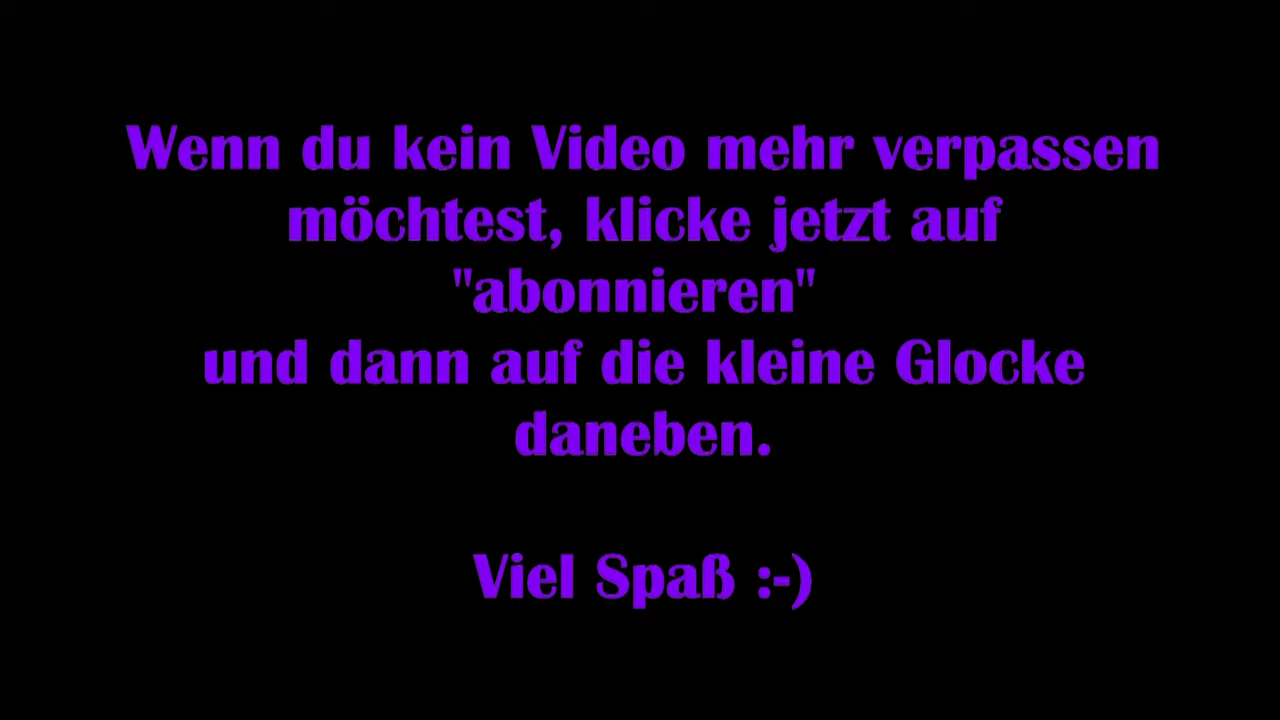 Wenn du kein Video mehr verpassen
möchtest, klicke jetzt auf
"abonnieren"
und dann auf die kleine Glocke
daneben.
Viel Spaß :-)